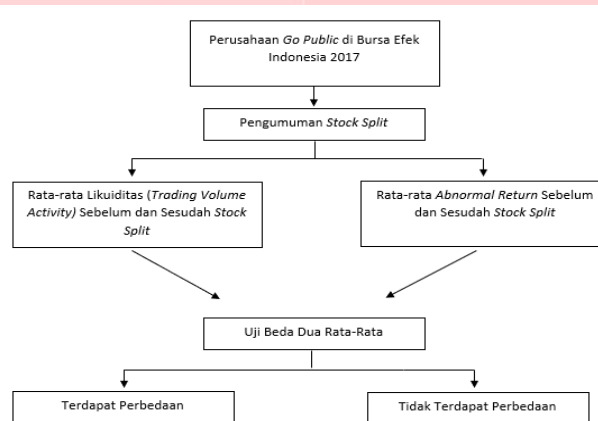 Perusahaan Go Public di Bursa Efek
Indonesia 2017
Pengumuman Stock Split
Rata-rata Likuiditas (Trading Volume
Activity) Sebelum dan Sesudah Stock
Split
Rata-rata Abnormal Return Sebelum
dan Sesudah Stock Split
Uji Beda Dua Rata-Rata
Terdapat Perbedaan
Tidak Terdapat Perbedaan